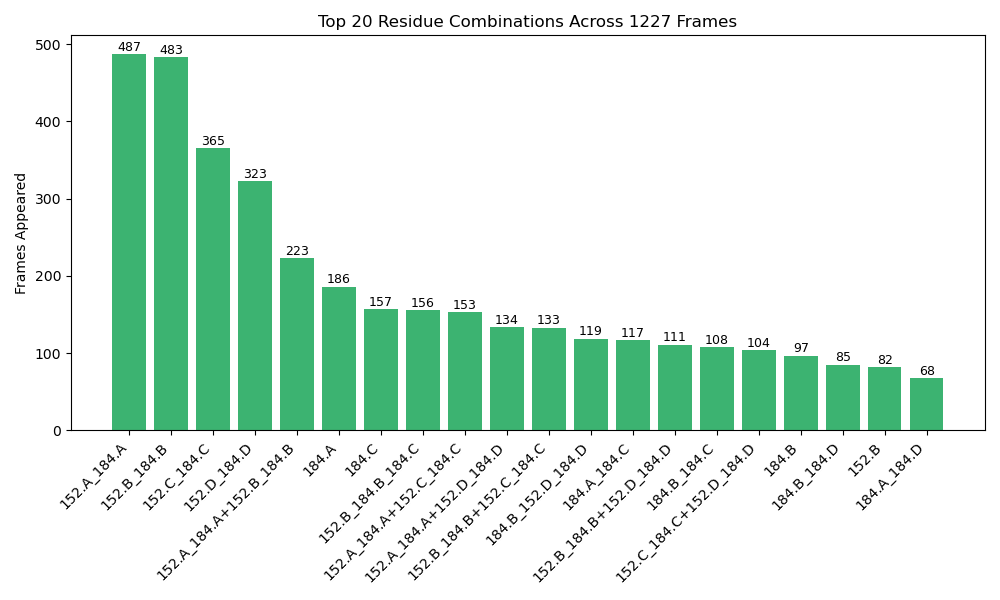 Top 20 Residue Combinations Across 1227 Frames
Frames Appeared
500
400
300
200
100
0
487
483
365
323
223
186
157
156
153
134
133
119
117
111
108
104
97
85
82
68
152.A_184.A
152.B_184.B
152.C_184.C
152.D_184.D
152.A_184.A+152.B_184.B
184.A
184.C
152.B_184.B_184.C
152.A_184.A+152.C_184.C
152.A_184.A+152.D_184.D
152.B_184.B+152.C_184.C
184.B_152.D_184.D
184.A_184.C
152.B_184.B+152.D_184.D
184.B_184.C
152.C_184.C+152.D_184.D
184.B
184.B_184.D
152.B
184.A_184.D